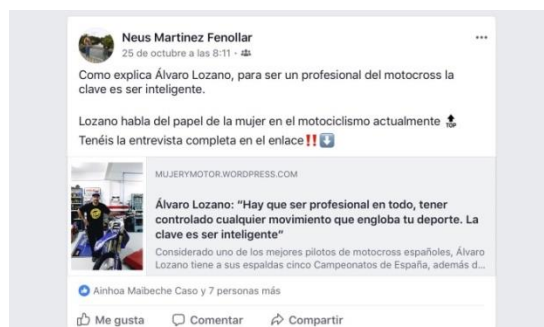 Neus Martinez Fenollar
25 de octubre a las 8:11 ·
Como explica Álvaro Lozano, para ser un profesional del motocross la
clave es ser inteligente.
Lozano habla del papel de la mujer en el motociclismo actualmente 🔝
Tenéis la entrevista completa en el enlace‼️⬇️
MUJERYMOTOR.WORDPRESS.COM
Álvaro Lozano: “Hay que ser profesional en todo, tener
controlado cualquier movimiento que engloba tu deporte. La
clave es ser inteligente”
Considerado uno de los mejores pilotos de motocross españoles, Álvaro
Lozano tiene a sus espaldas cinco Campeonatos de España, además d...
Ainhoa Maibeche Caso y 7 personas más
Me gusta Comentar Compartir